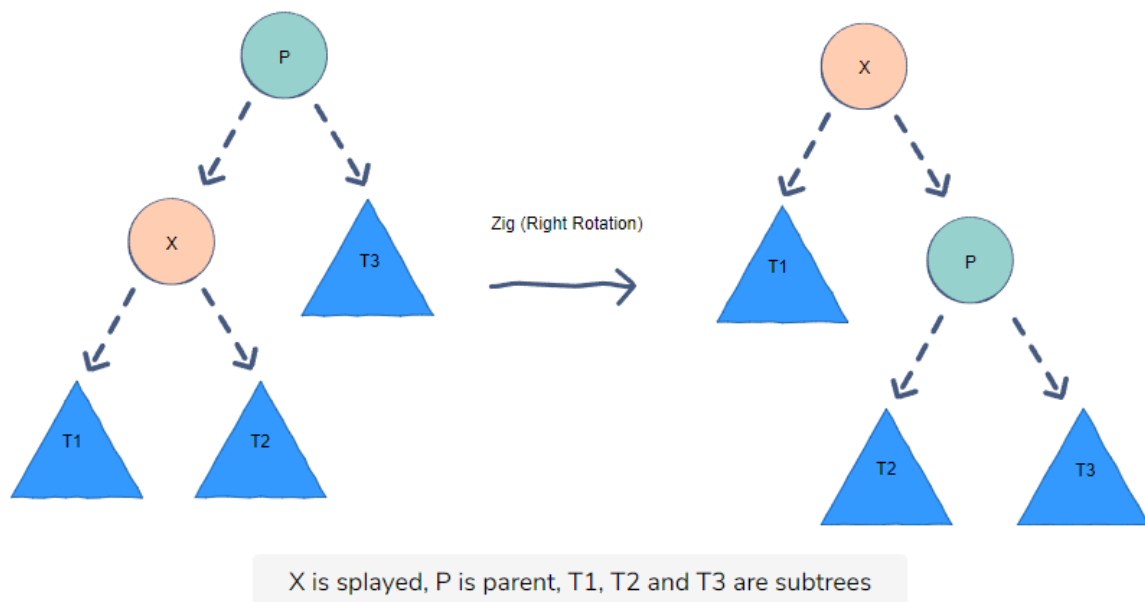 P
X
T3
T1
T2
Zig (Right Rotation)
X
T1
P
T2
T3
X is splayed, P is parent, T1, T2 and T3 are subtrees